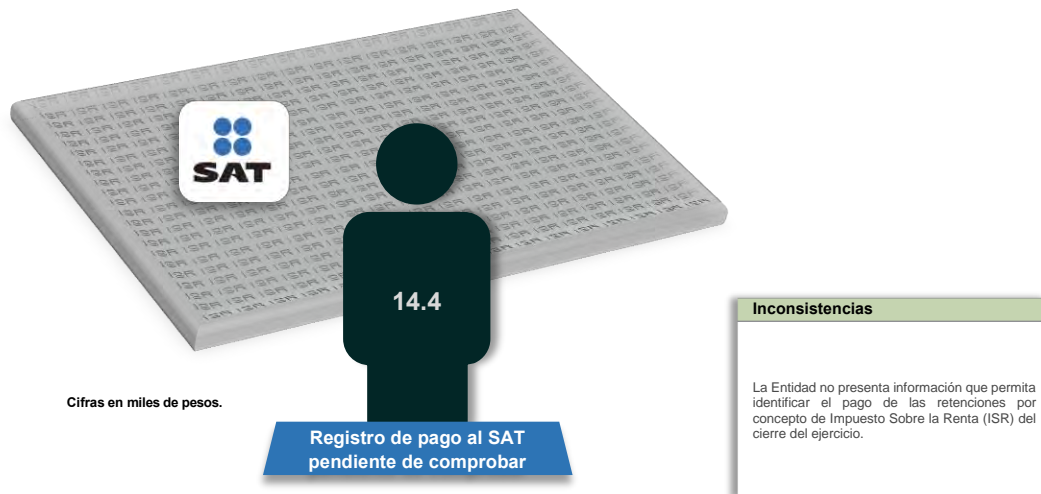 SAT
14.4
Cifras en miles de pesos.
Registro de pago al SAT
pendiente de comprobar
Inconsistencias
La Entidad no presenta información que permita
identificar el pago de las retenciones por
concepto de Impuesto Sobre la Renta (ISR) del
cierre del ejercicio.